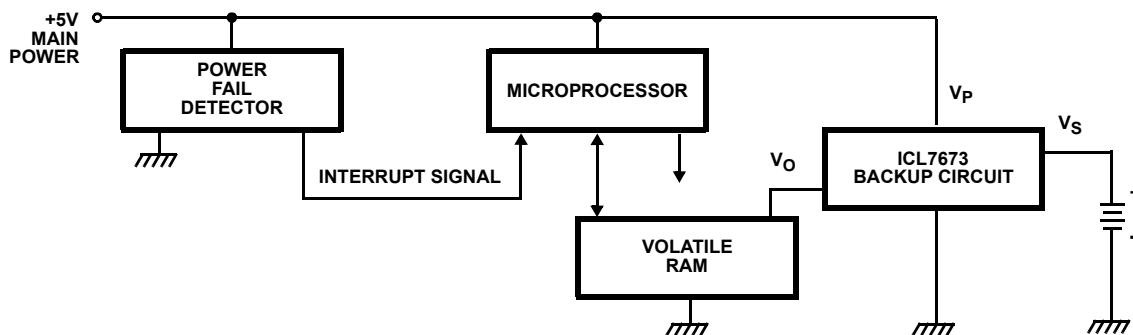 +5V
MAIN
POWER
POWER
FAIL
DETECTOR
MICROPROCESSOR
VP
VS
ICL7673
BACKUP CIRCUIT
VO
INTERRUPT SIGNAL
VOLATILE
RAM